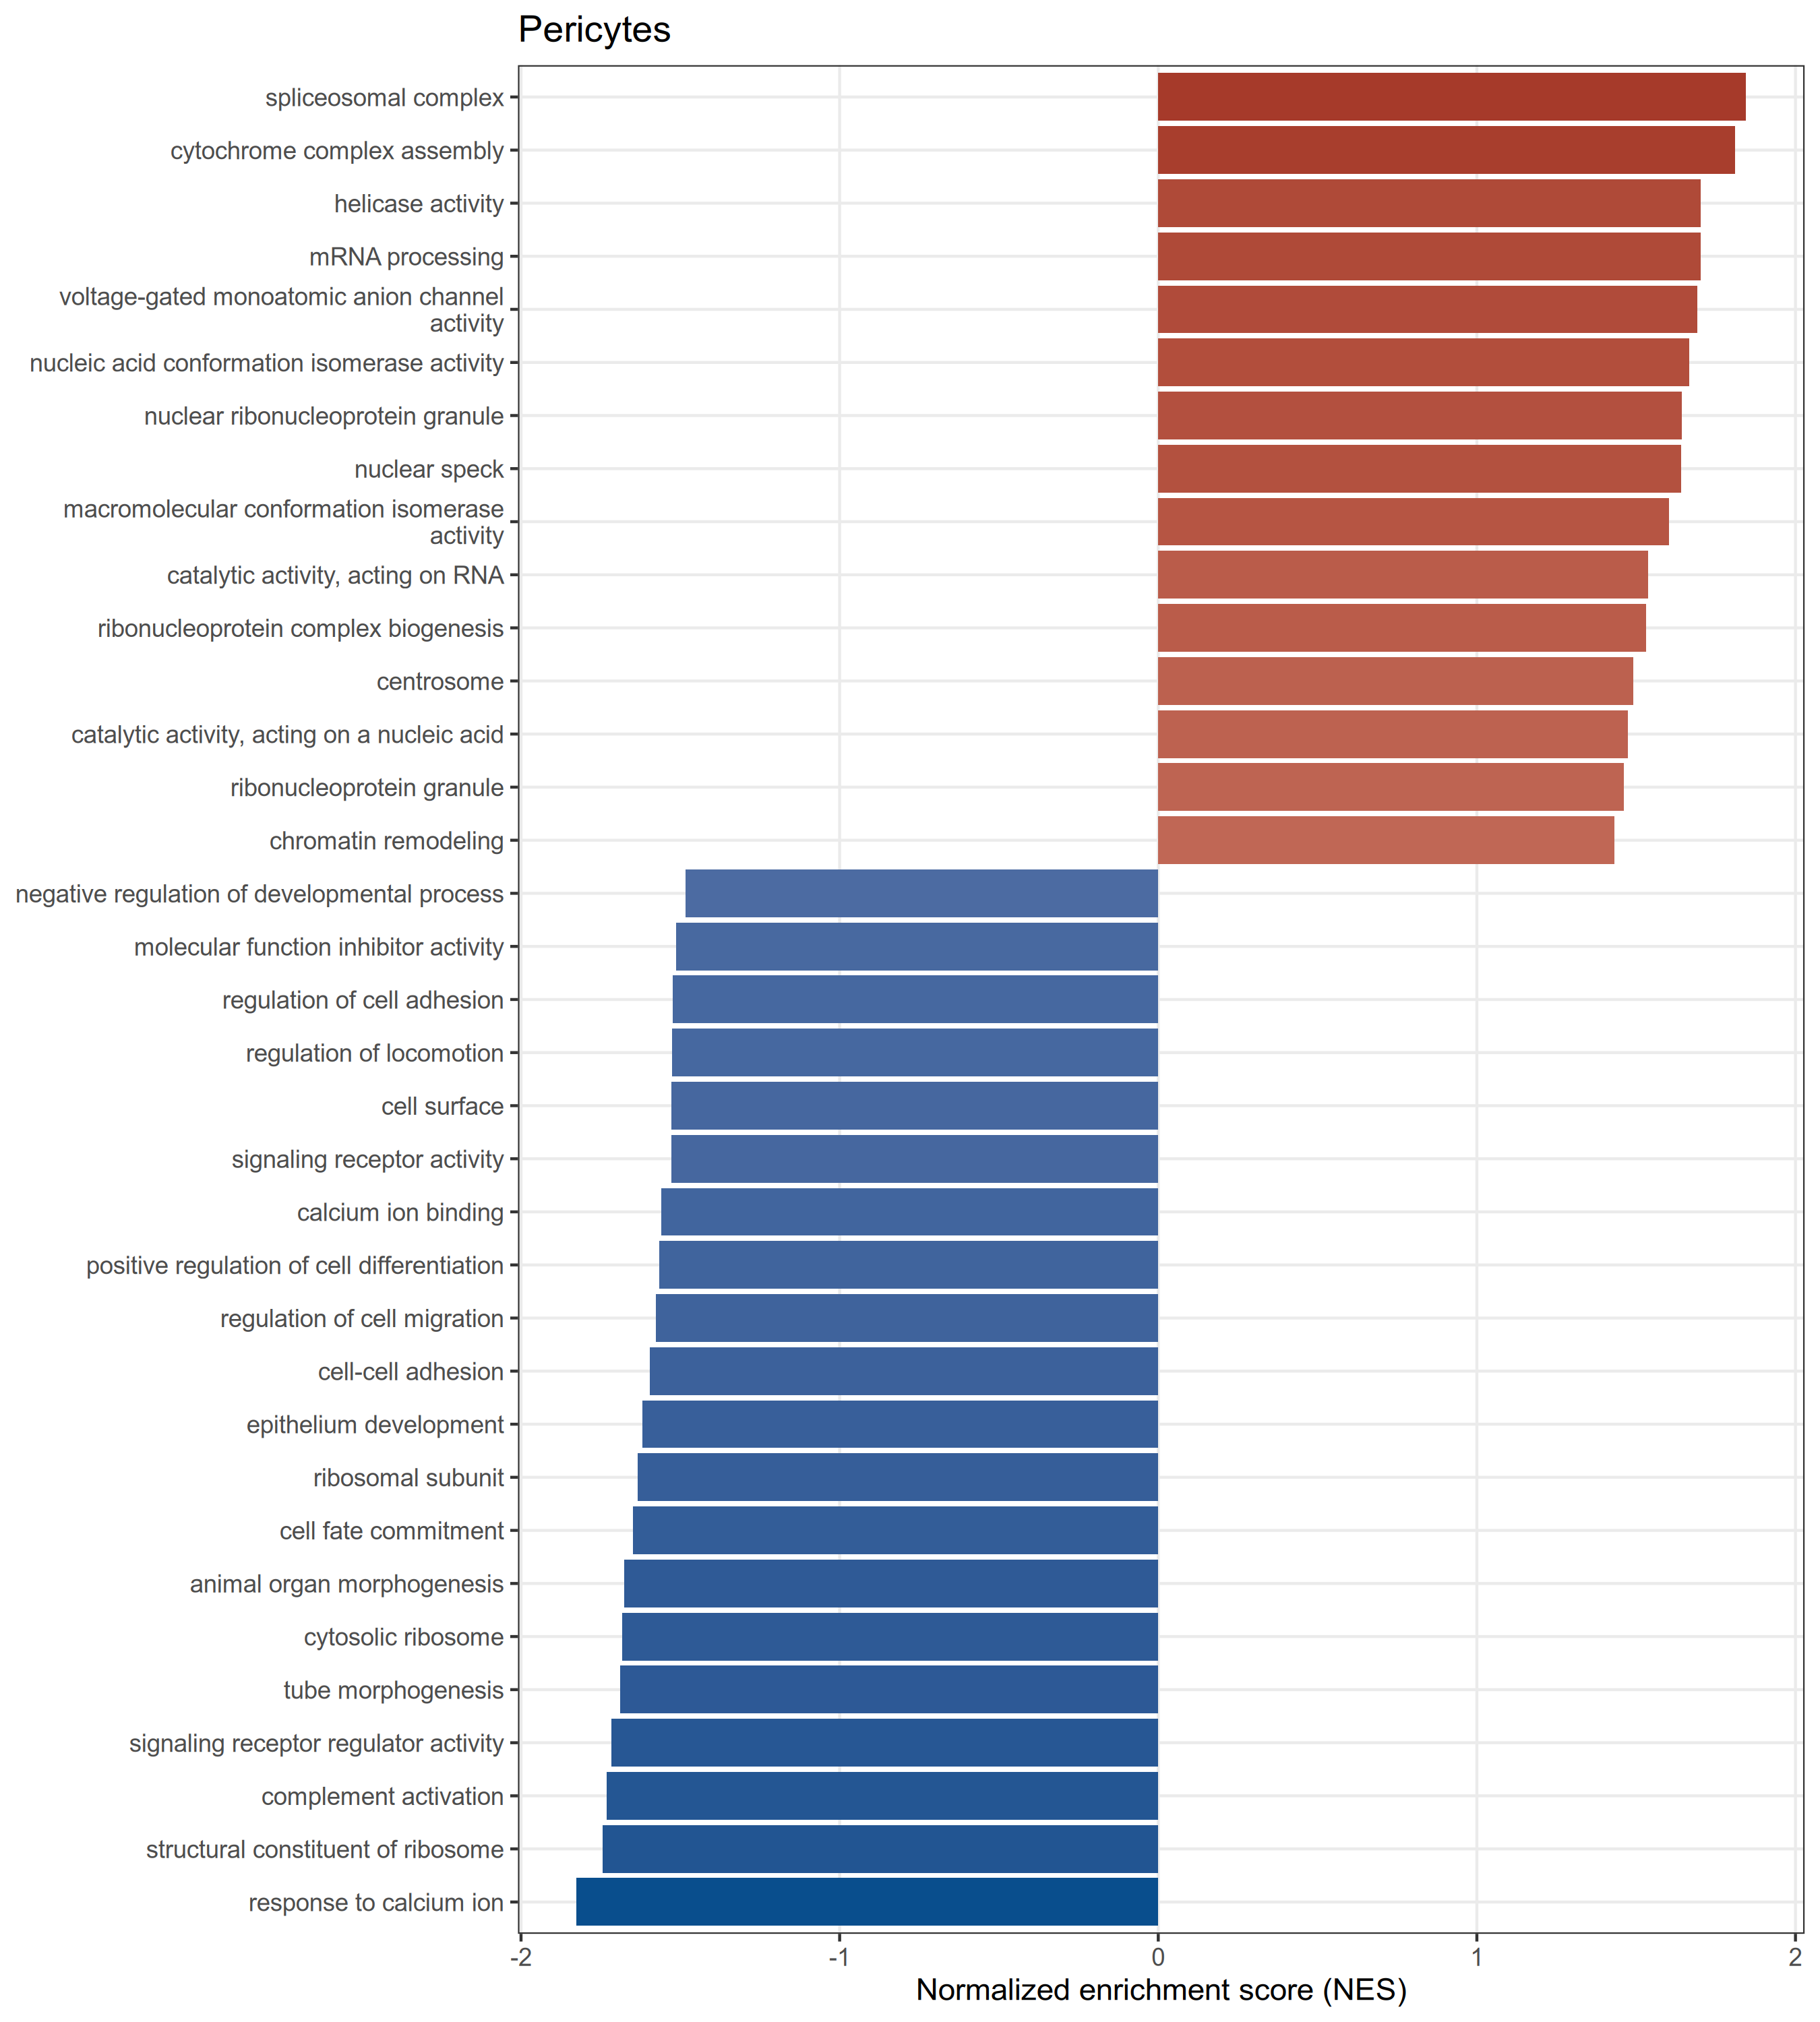 Pericytes
spliceosomal complex
cytochrome complex assembly
helicase activity
mRNA processing
voltage-gated monoatomic anion channel
activity
nucleic acid conformation isomerase activity
nuclear ribonucleoprotein granule
nuclear speck
macromolecular conformation isomerase
activity
catalytic activity, acting on RNA
ribonucleoprotein complex biogenesis
centrosome
catalytic activity, acting on a nucleic acid
ribonucleoprotein granule
chromatin remodeling
negative regulation of developmental process
molecular function inhibitor activity
regulation of cell adhesion
regulation of locomotion
cell surface
signaling receptor activity
calcium ion binding
positive regulation of cell differentiation
regulation of cell migration
cell-cell adhesion
epithelium development
ribosomal subunit
cell fate commitment
animal organ morphogenesis
cytosolic ribosome
tube morphogenesis
signaling receptor regulator activity
complement activation
structural constituent of ribosome
response to calcium ion
-2 -1 0 1 2
Normalized enrichment score (NES)